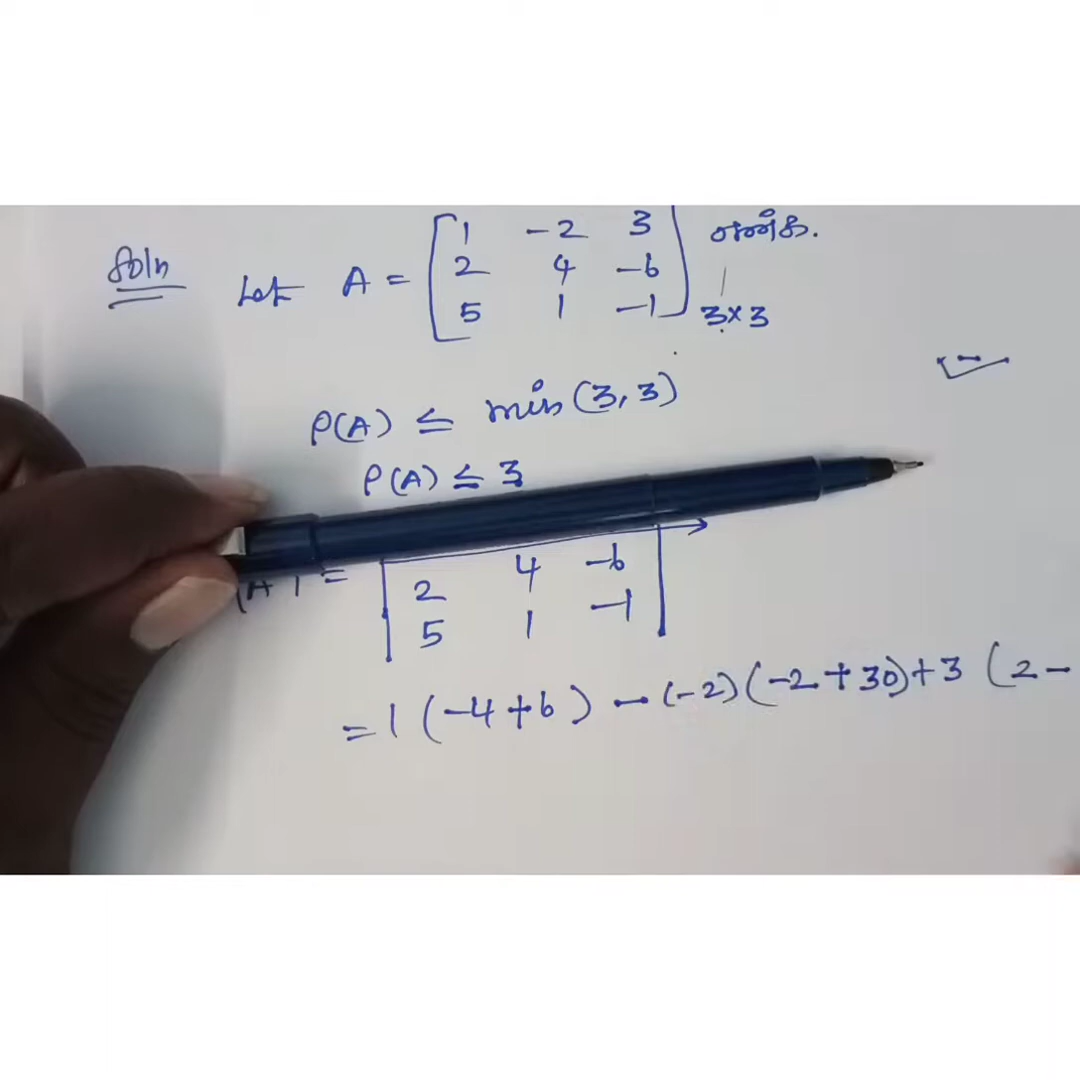 Soln Let A = [1 -2 3
2 4 -6
5 1 -1] 3×3 என்க.
ρ(A) ≤ min (3, 3)
ρ(A) ≤ 3
|A| = | 2 4 -6
5 1 -1 |
= 1 (-4+6) - (-2)(-2+30)+3 (2-